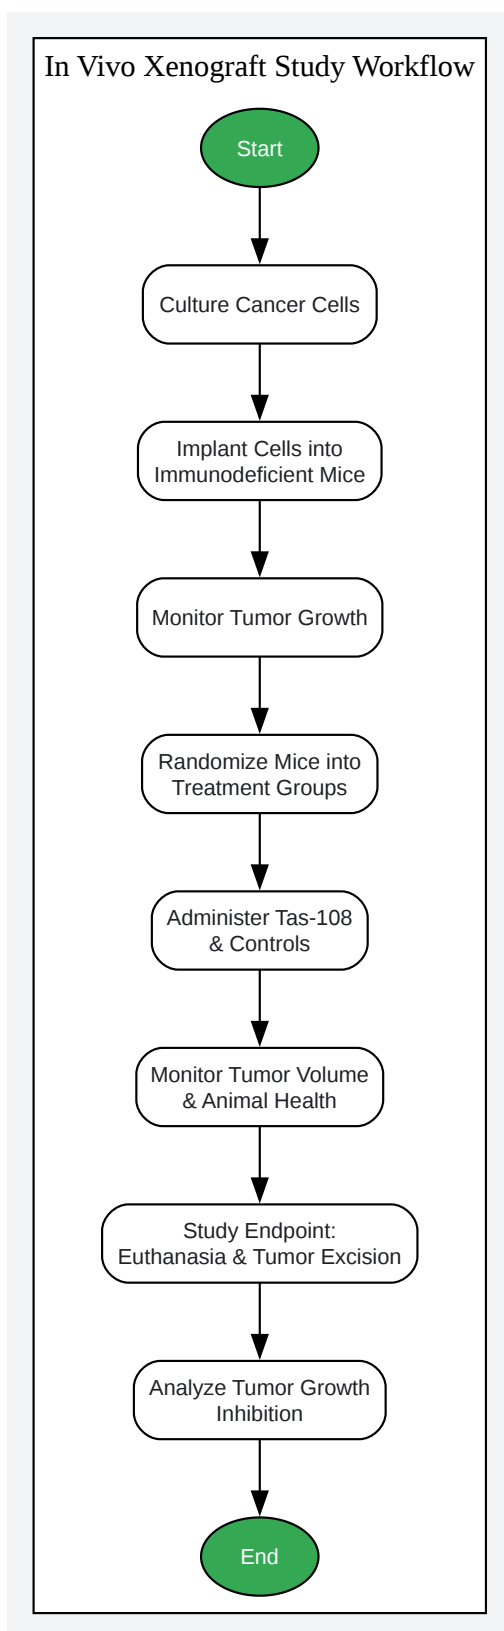 In Vivo Xenograft Study Workflow
Start
Culture Cancer Cells
Implant Cells into
Immunodeficient Mice
Monitor Tumor Growth
Randomize Mice into
Treatment Groups
Administer Tas-108
& Controls
Monitor Tumor Volume
& Animal Health
Study Endpoint:
Euthanasia & Tumor Excision
Analyze Tumor Growth
Inhibition
End